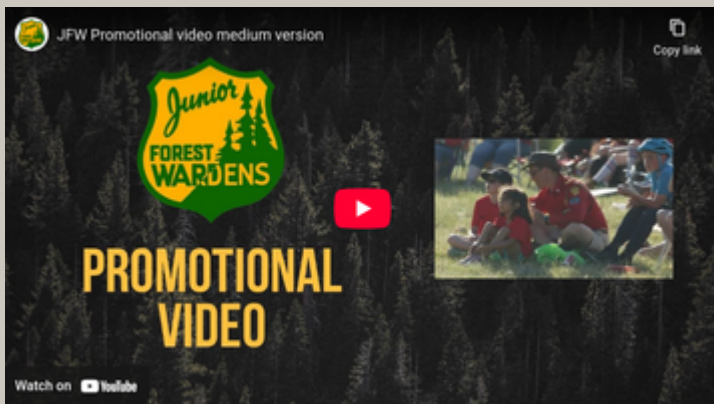 JFW Promotional video medium version
Copy link
Junior
FOREST
WARDENS
PROMOTIONAL
VIDEO
Watch on YouTube